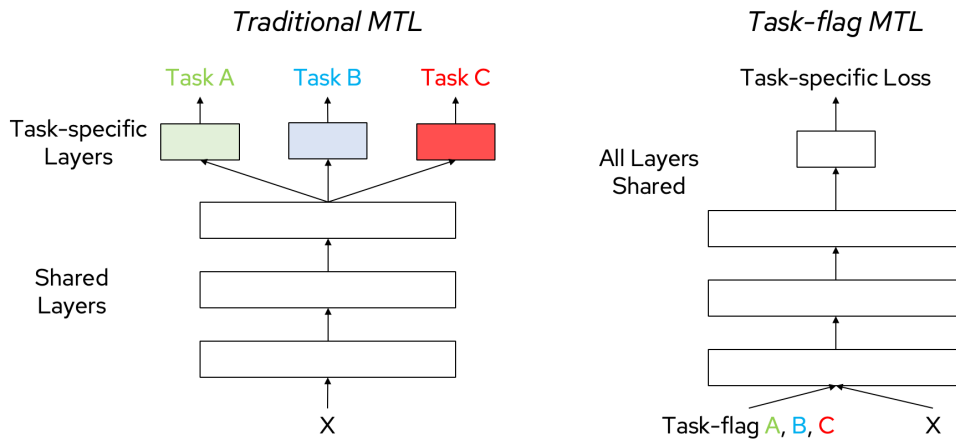 Traditional MTL
Task A
Task B
Task C
Task-specific
Layers
Shared
Layers
X
Task-flag MTL
Task-specific Loss
All Layers
Shared
Task-flag A, B, C
X